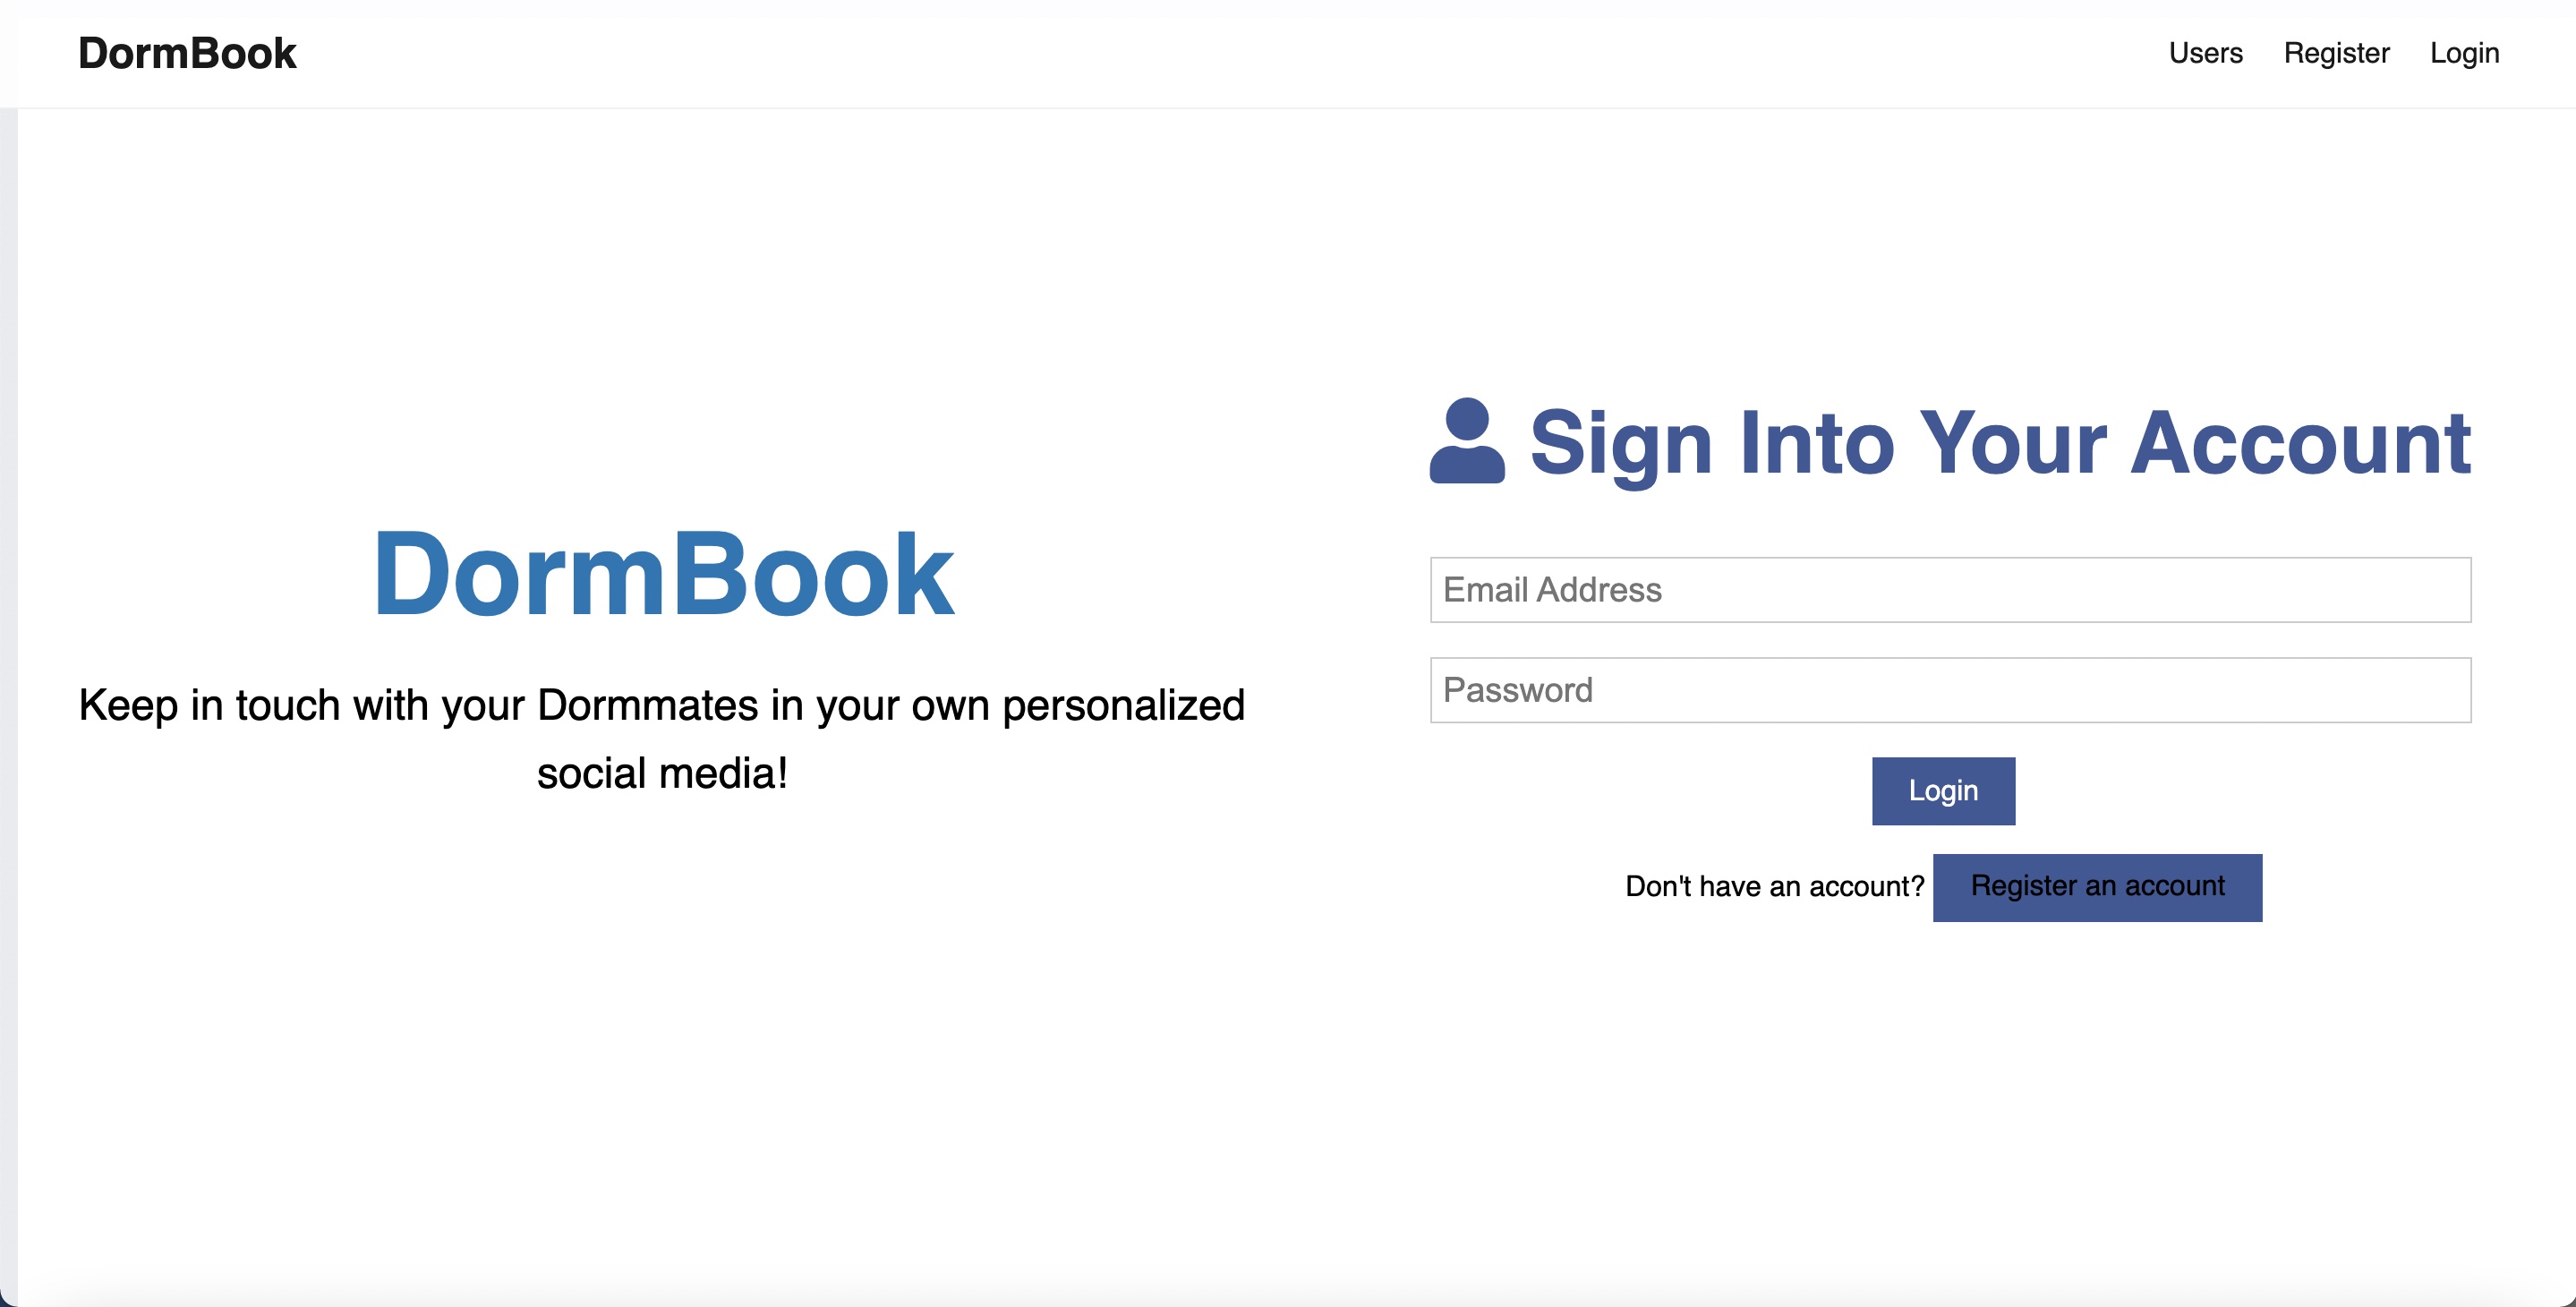 DormBook
Users Register Login
DormBook
Keep in touch with your Dormmates in your own personalized
social media!
Sign Into Your Account
Email Address
Password
Login
Don't have an account? Register an account